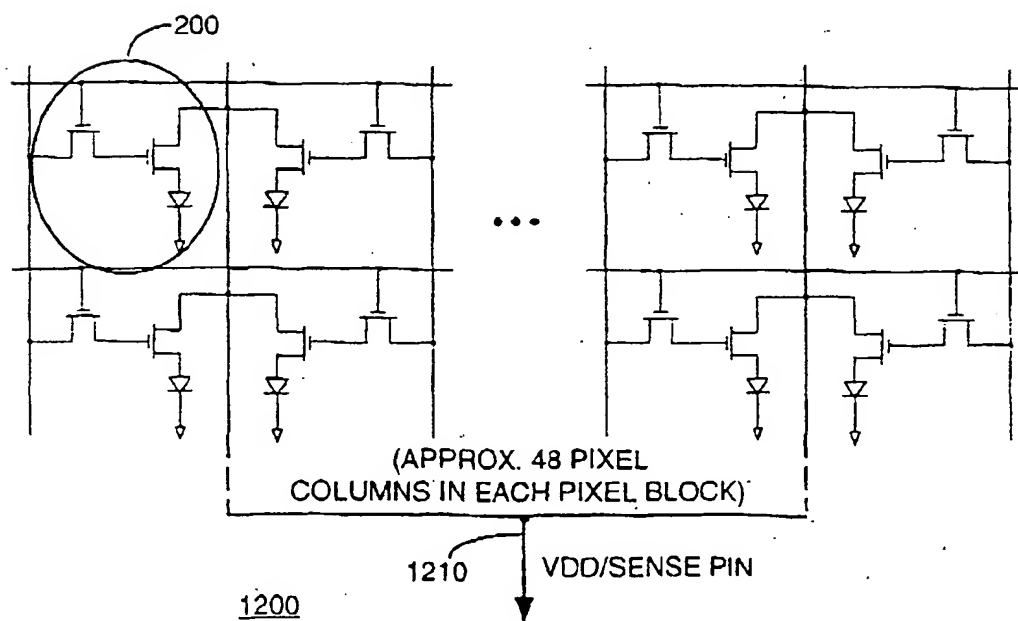 200
(APPROX. 48 PIXEL
COLUMNS IN EACH PIXEL BLOCK)
1210
VDD/SENSE PIN
1200